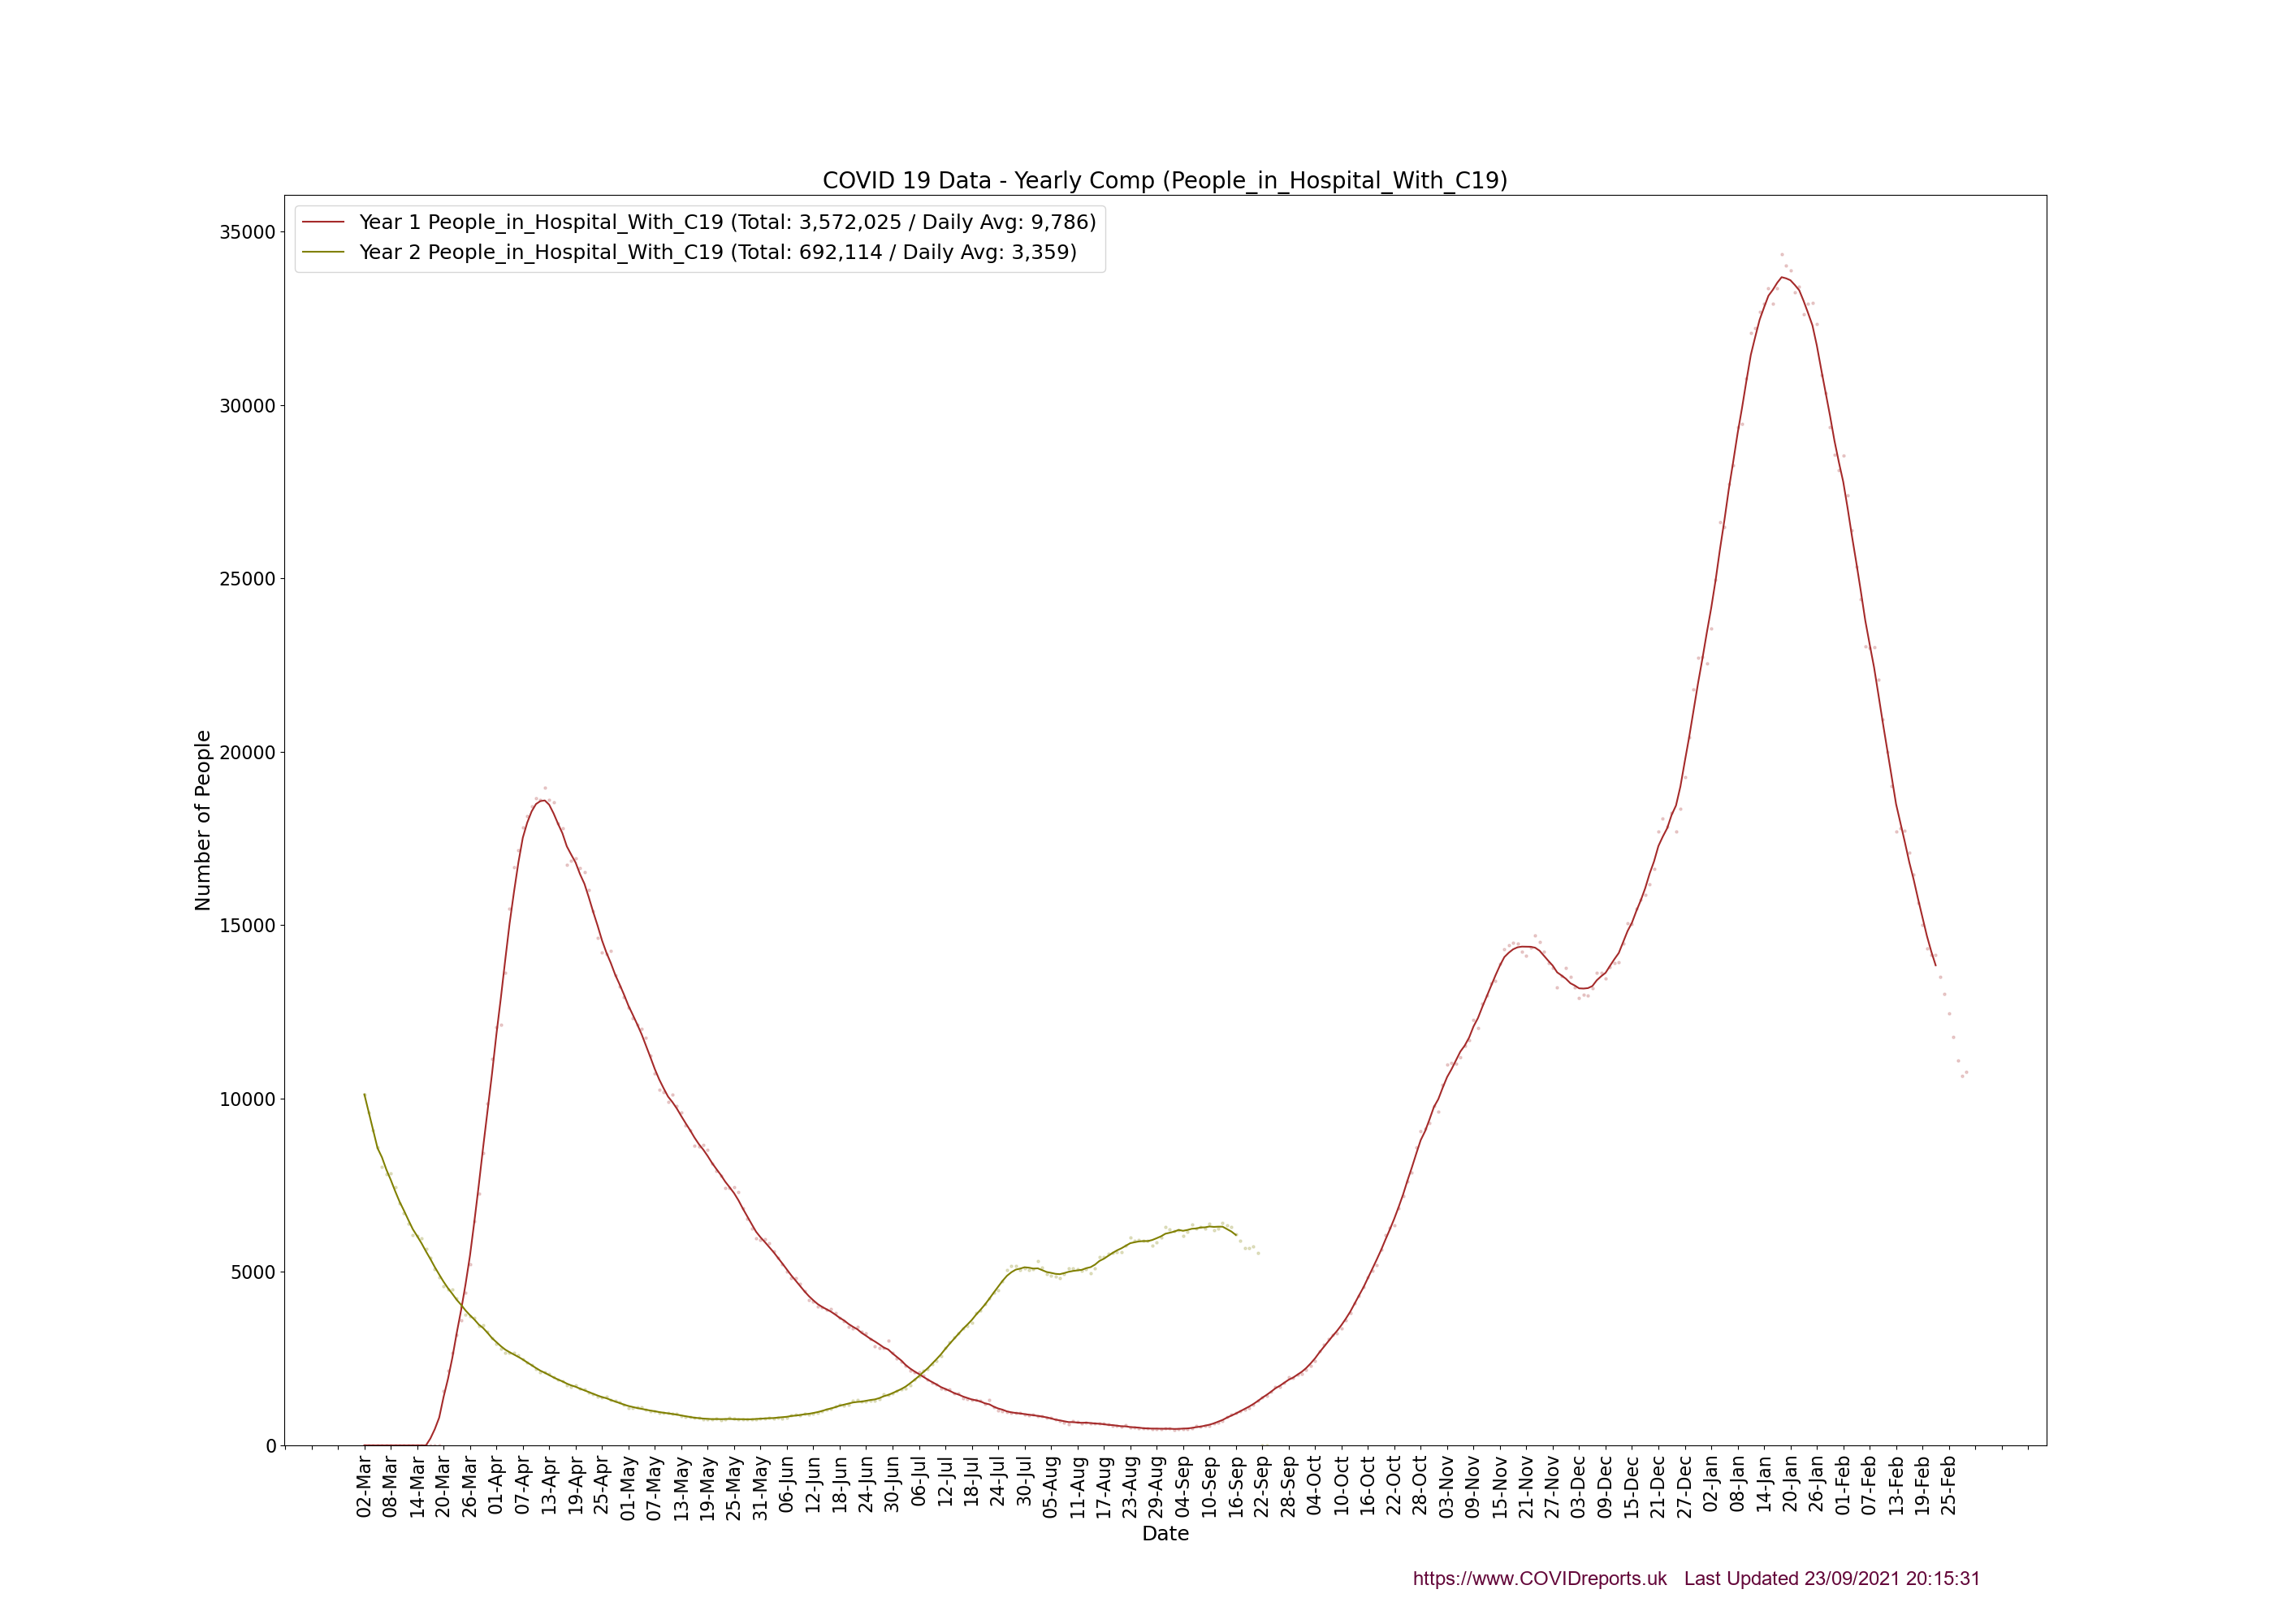 COVID 19 Data - Yearly Comp (People_in_Hospital_With_C19)
Year 1 People_in_Hospital_With_C19 (Total: 3,572,025 / Daily Avg: 9,786)
Year 2 People_in_Hospital_With_C19 (Total: 692,114 / Daily Avg: 3,359)
35000
30000
25000
20000
15000
10000
5000
0
Number of People
02-Mar
08-Mar
14-Mar
20-Mar
26-Mar
01-Apr
07-Apr
13-Apr
19-Apr
25-Apr
01-May
07-May
13-May
19-May
25-May
31-May
06-Jun
12-Jun
18-Jun
24-Jun
30-Jun
06-Jul
12-Jul
18-Jul
24-Jul
30-Jul
05-Aug
11-Aug
17-Aug
23-Aug
29-Aug
04-Sep
10-Sep
16-Sep
22-Sep
28-Sep
04-Oct
10-Oct
16-Oct
22-Oct
28-Oct
03-Nov
09-Nov
15-Nov
21-Nov
27-Nov
03-Dec
09-Dec
15-Dec
21-Dec
27-Dec
02-Jan
08-Jan
14-Jan
20-Jan
26-Jan
01-Feb
07-Feb
13-Feb
19-Feb
25-Feb
Date
https://www.COVIDreports.uk Last Updated 23/09/2021 20:15:31